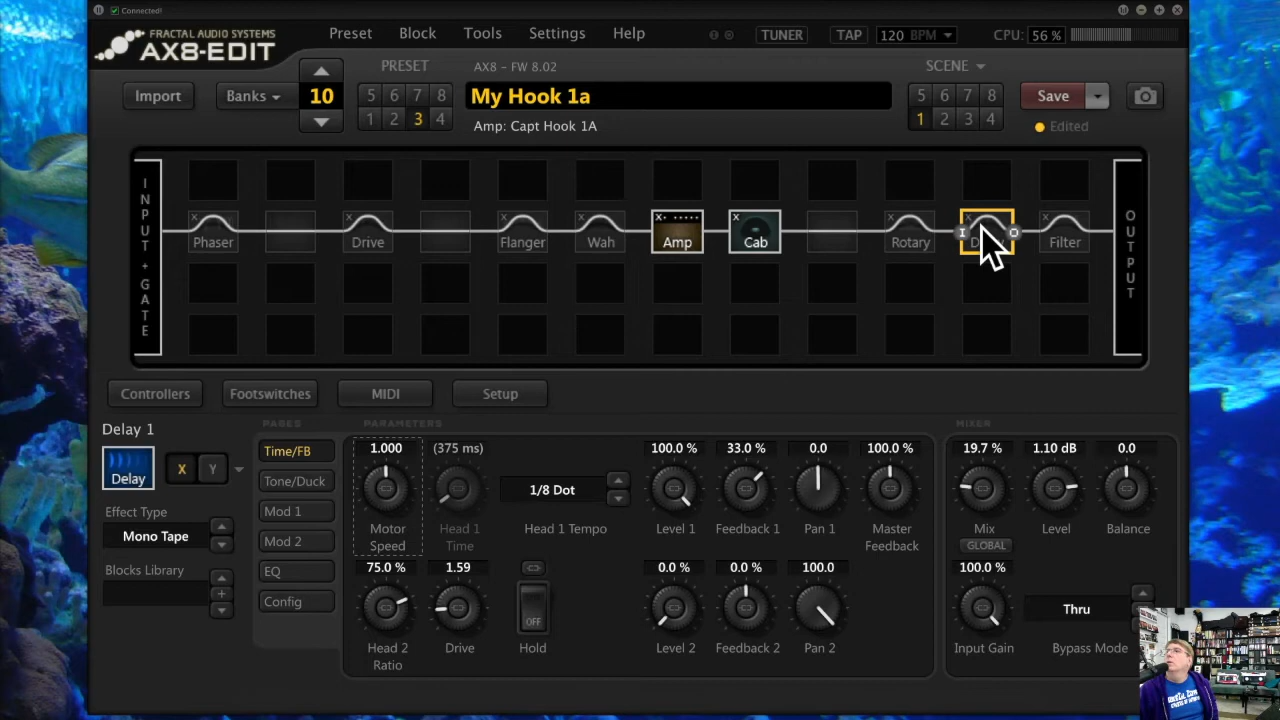 Connected!
FRACTAL AUDIO SYSTEMS
AX8-EDIT
Preset Block Tools Settings Help
TUNER TAP 120 BPM CPU: 56 %
PRESET
AX8 - FW 8.02
SCENE
Import Banks 10
5 6 7 8
1 2 3 4
My Hook 1a
Amp: Capt Hook 1A
5 6 7 8
1 2 3 4
Save
Edited
INPUT + GATE
Phaser Drive Flanger Wah Amp Cab Rotary Filter
OUTPUT
Controllers Footswitches MIDI Setup
Delay 1
PAGES
PARAMETERS
MIXER
Delay
X Y
Effect Type
Mono Tape
Blocks Library
Time/FB
Tone/Duck
Mod 1
Mod 2
EQ
Config
1.000 (375 ms) 100.0 % 33.0 % 0.0 100.0 %
1/8 Dot
Motor Speed
Head 1 Time
Head 1 Tempo
Level 1
Feedback 1
Pan 1
Master Feedback
75.0 % 1.59 0.0 % 0.0 % 100.0
OFF
Head 2 Ratio
Drive
Hold
Level 2
Feedback 2
Pan 2
19.7 % 1.10 dB 0.0
Mix Level Balance
GLOBAL
100.0 %
Thru
Input Gain
Bypass Mode